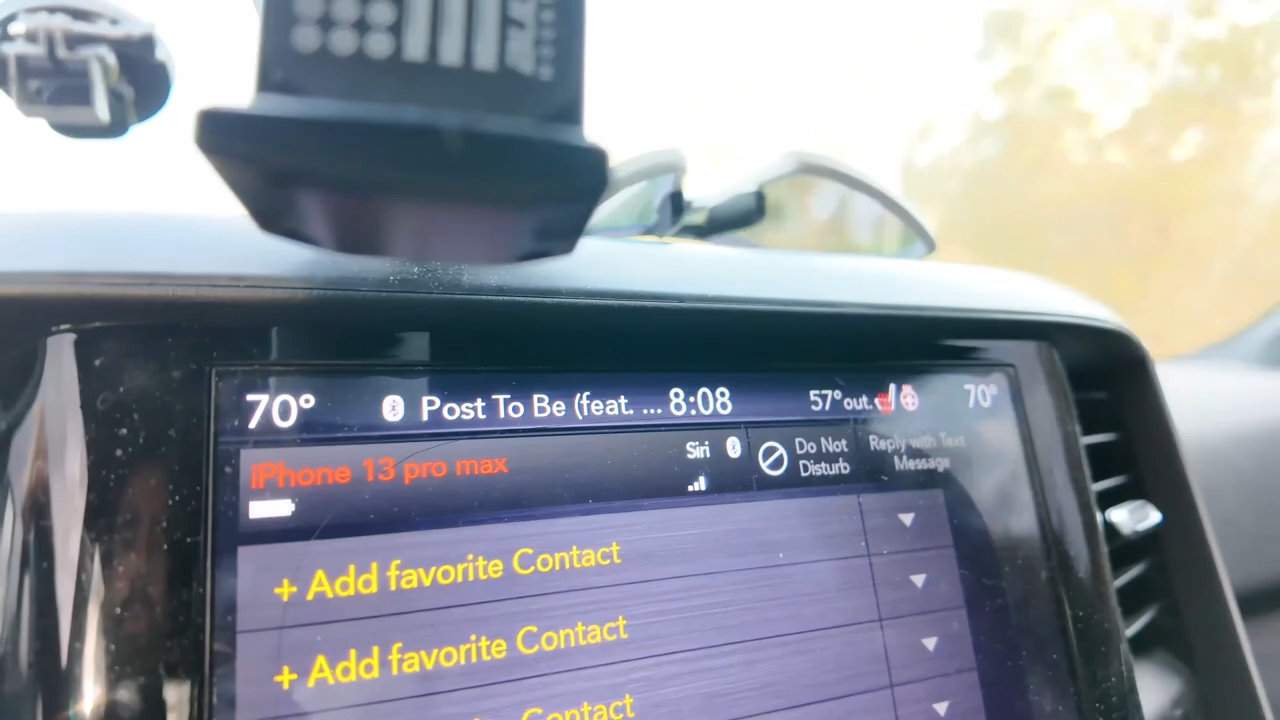 70° Post To Be (feat. ... 8:08 57°out. 70°
iPhone 13 pro max Siri Do Not Disturb Reply with Text Message
+ Add favorite Contact
+ Add favorite Contact
Contact